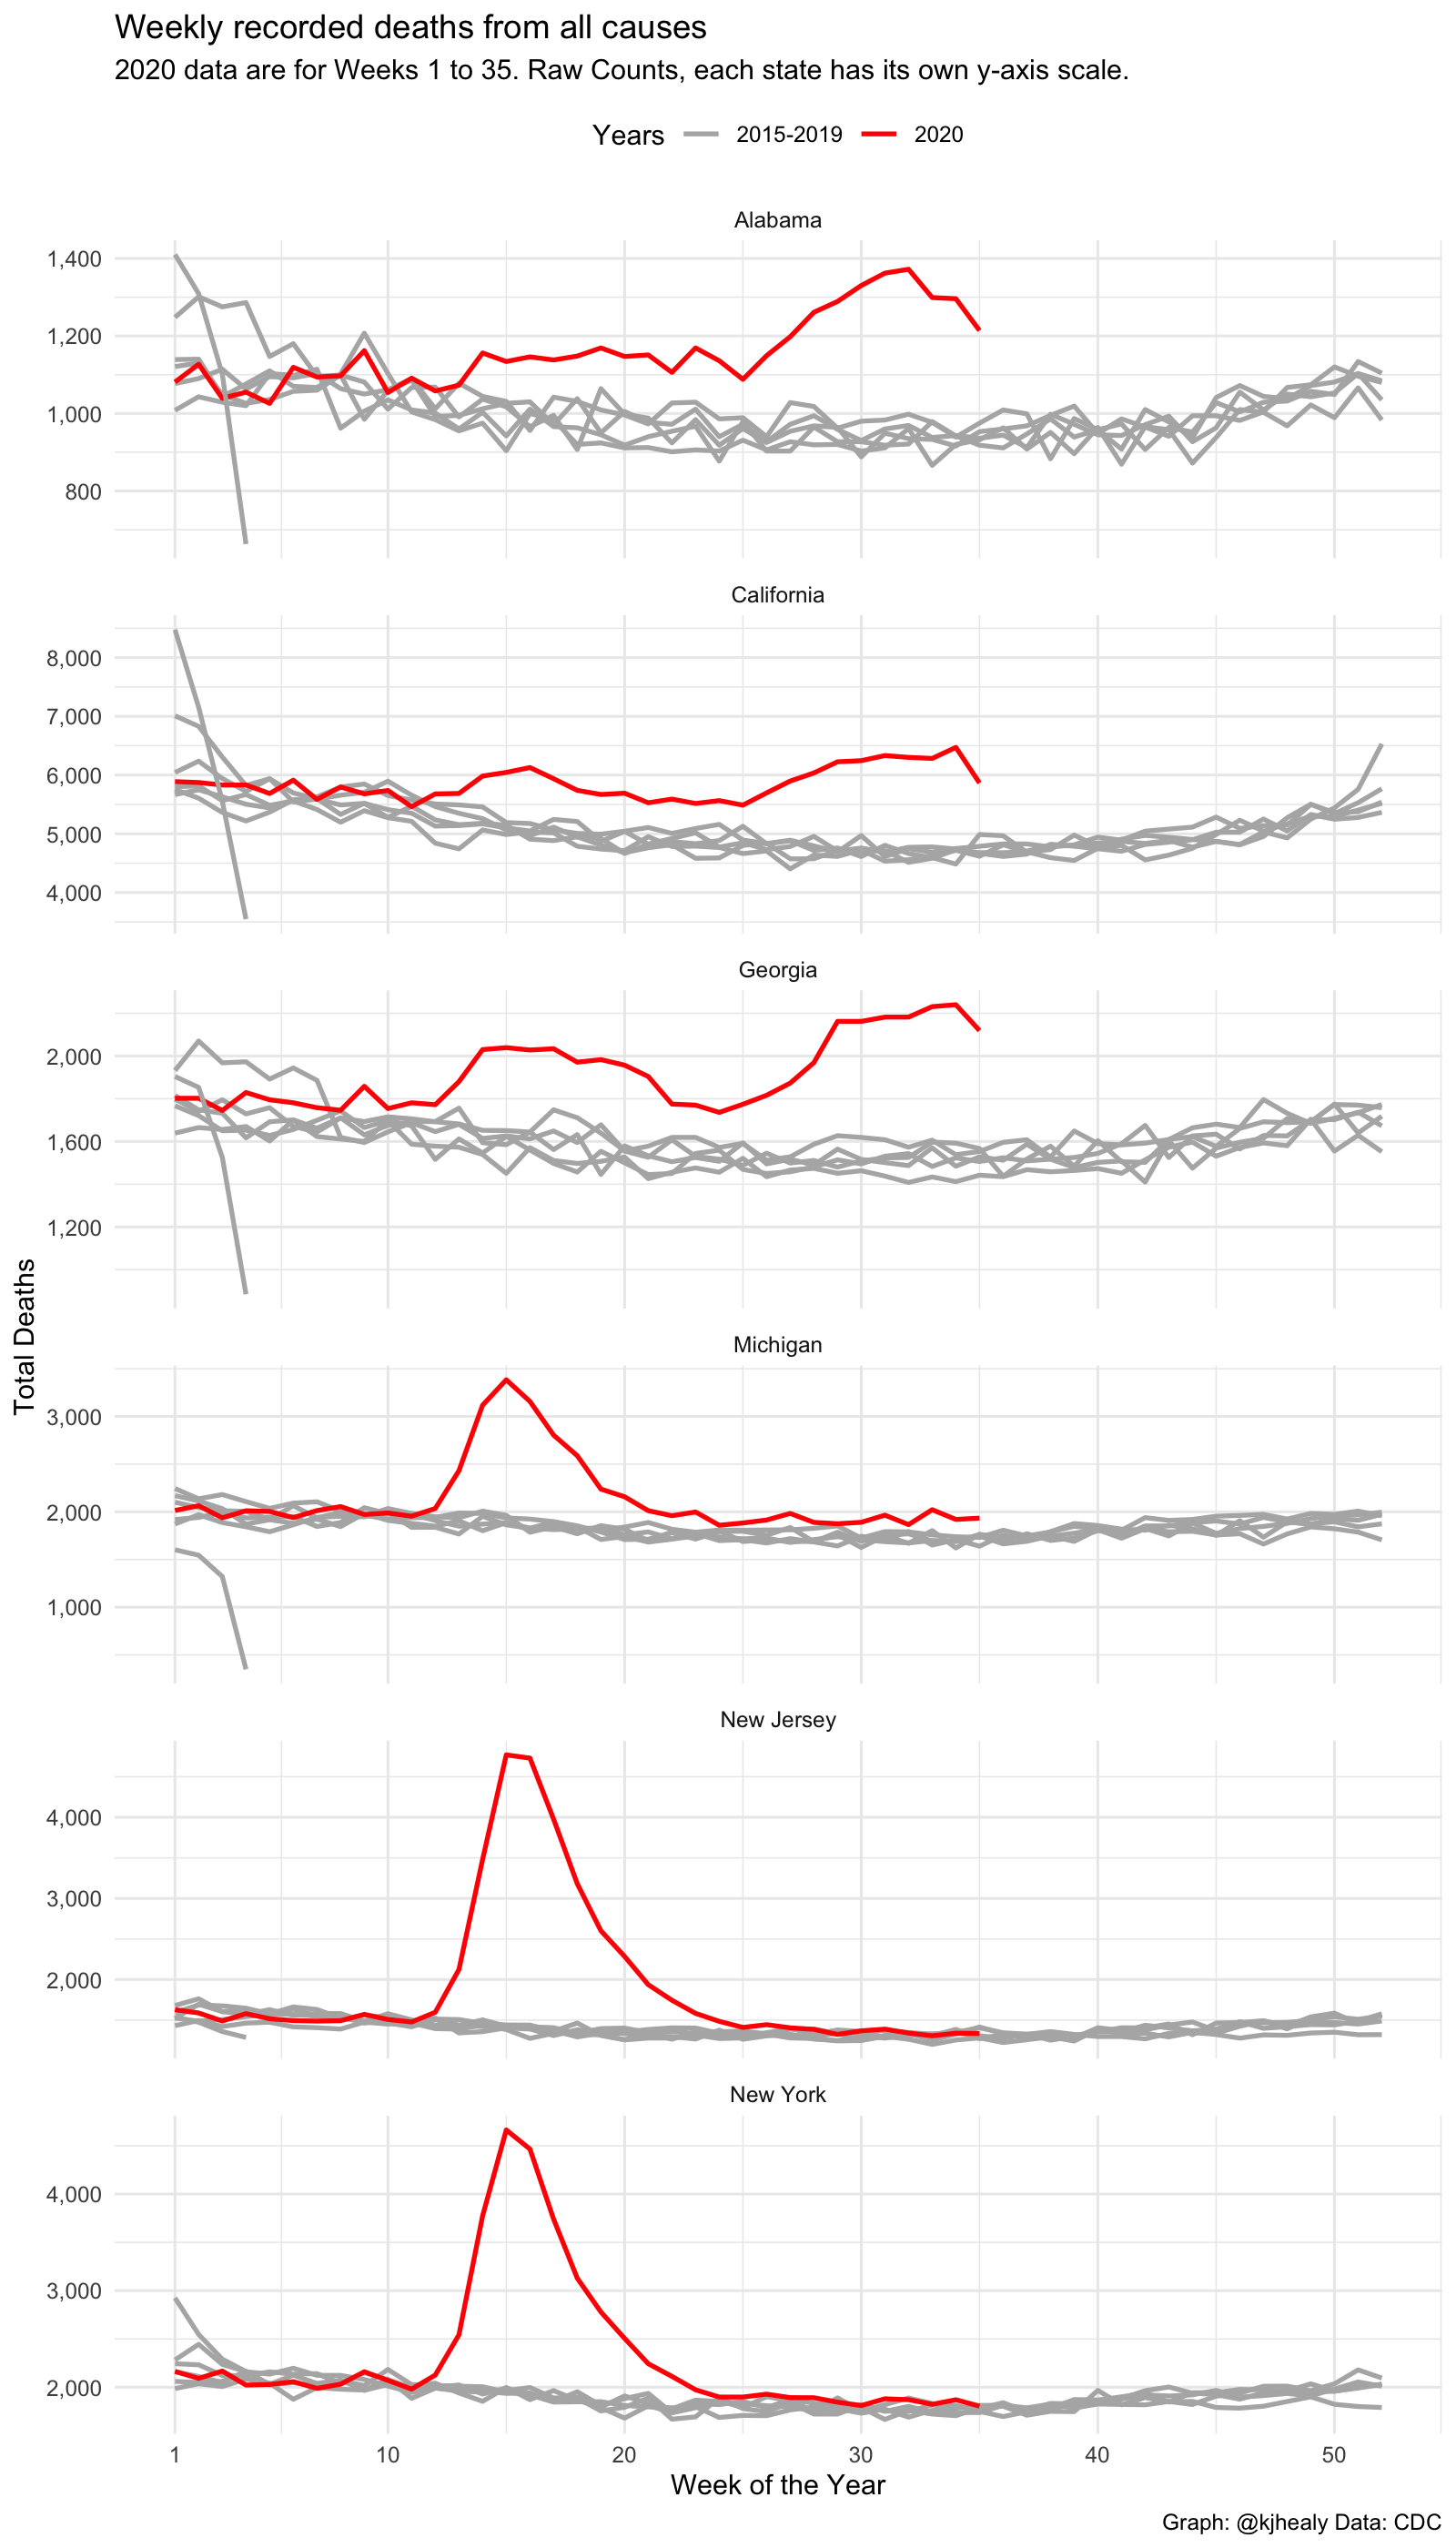 Weekly recorded deaths from all causes
2020 data are for Weeks 1 to 35. Raw Counts, each state has its own y-axis scale.
Years 2015-2019 2020
Alabama
1,400
1,200
1,000
800
California
8,000
7,000
6,000
5,000
4,000
Georgia
2,000
1,600
1,200
Total Deaths
Michigan
3,000
2,000
1,000
New Jersey
4,000
3,000
2,000
New York
4,000
3,000
2,000
1 10 20 30 40 50
Week of the Year
Graph: @kjhealy Data: CDC